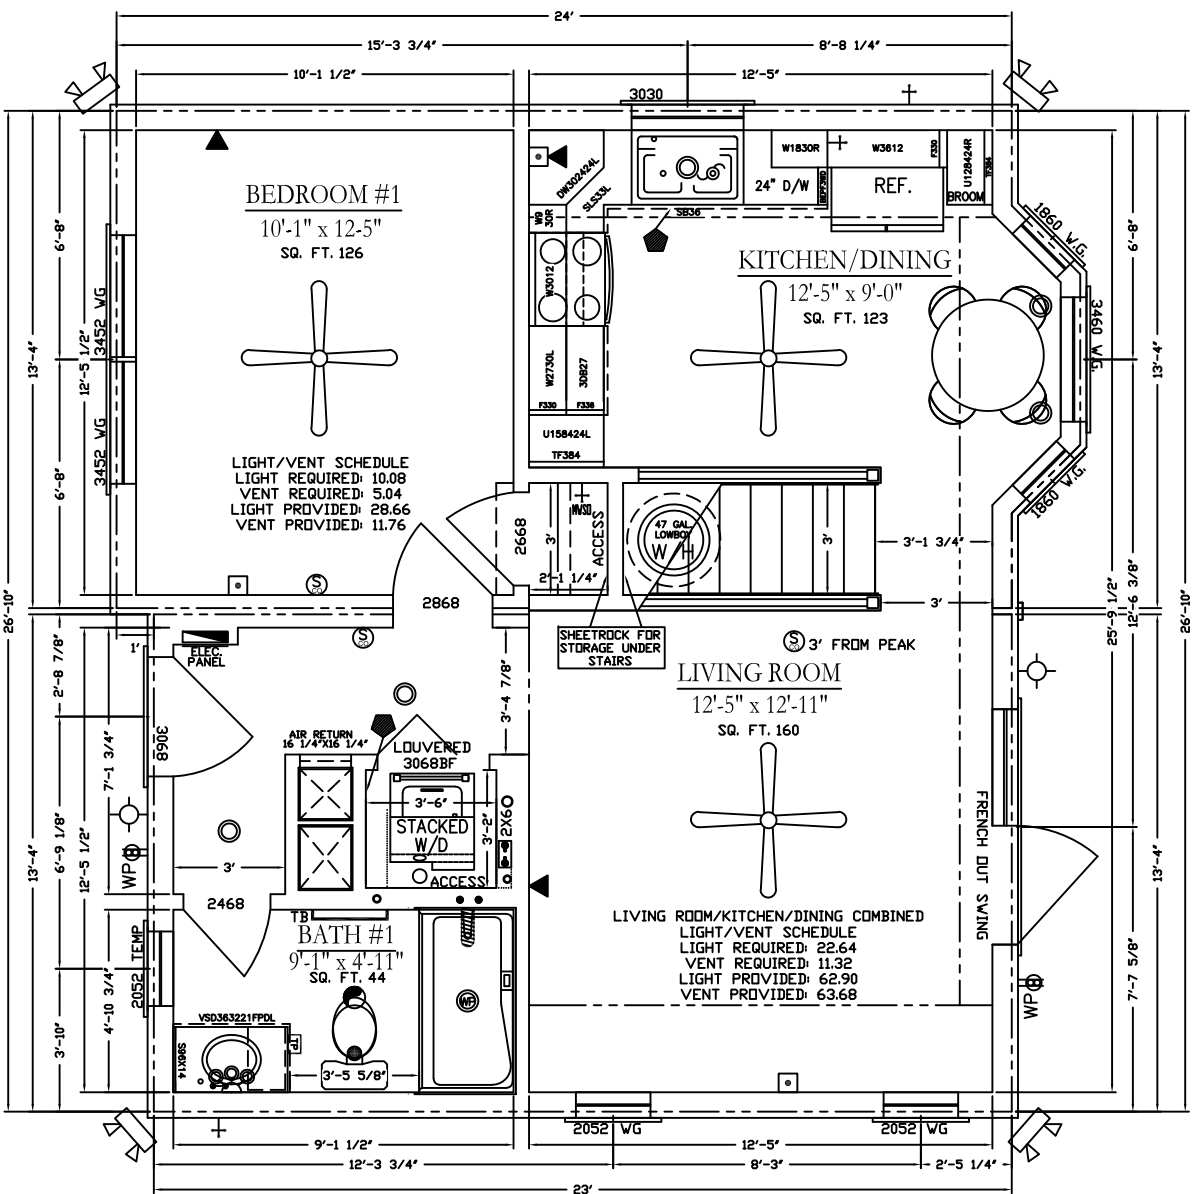 24'
15'-3 3/4"
8'-8 1/4"
10'-1 1/2"
12'-5"
3030
W1830R
W3612
F330
U128424R
TF384
BROOM
DW302424L
SLS33L
24" D/W
REF.
SB36
W9
30R
BEDROOM #1
10'-1" x 12-5"
SQ. FT. 126
KITCHEN/DINING
12'-5" x 9'-0"
SQ. FT. 123
1860 W.G.
3460 W.G.
1860 W.G.
6'-8"
13'-4"
12'-5 1/2"
6'-8"
26'-10"
3452 WG
3452 WG
W3012
W2730L
3DB27
F330
F336
U158424L
TF384
6'-8"
13'-4"
LIGHT/VENT SCHEDULE
LIGHT REQUIRED: 10.08
VENT REQUIRED: 5.04
LIGHT PROVIDED: 28.66
VENT PROVIDED: 11.76
2668
3'
ACCESS
2'-1 1/4"
47 GAL.
LOWBOY
W/H
3'
3'-1 3/4"
3'
25'-9 1/2"
12'-6 3/8"
26'-10"
S
CO
2868
SHEETROCK FOR
STORAGE UNDER
STAIRS
S
3' FROM PEAK
S
ELEC.
PANEL
1'
2'-8 7/8"
3'-4 7/8"
LIVING ROOM
12'-5" x 12'-11"
SQ. FT. 160
3068
7'-1 3/4"
AIR RETURN
16 1/4"X16 1/4"
LOUVERED
3068BF
3'-6"
STACKED
W/D
3'-2"
2X6
ACCESS
6'-9 1/8"
12'-5 1/2"
13'-4"
WP
3'
2468
TB
BATH #1
9'-1" x 4'-11"
SQ. FT. 44
2052 TEMP
4'-10 3/4"
3'-10"
VSD363221FPDL
S96X14
TP
3'-5 5/8"
WP
FRENCH OUT SWING
LIVING ROOM/KITCHEN/DINING COMBINED
LIGHT/VENT SCHEDULE
LIGHT REQUIRED: 22.64
VENT REQUIRED: 11.32
LIGHT PROVIDED: 62.90
VENT PROVIDED: 63.68
13'-4"
7'-7 5/8"
WP
2052 WG
2052 WG
9'-1 1/2"
12'-5"
12'-3 3/4"
8'-3"
2'-5 1/4"
23'